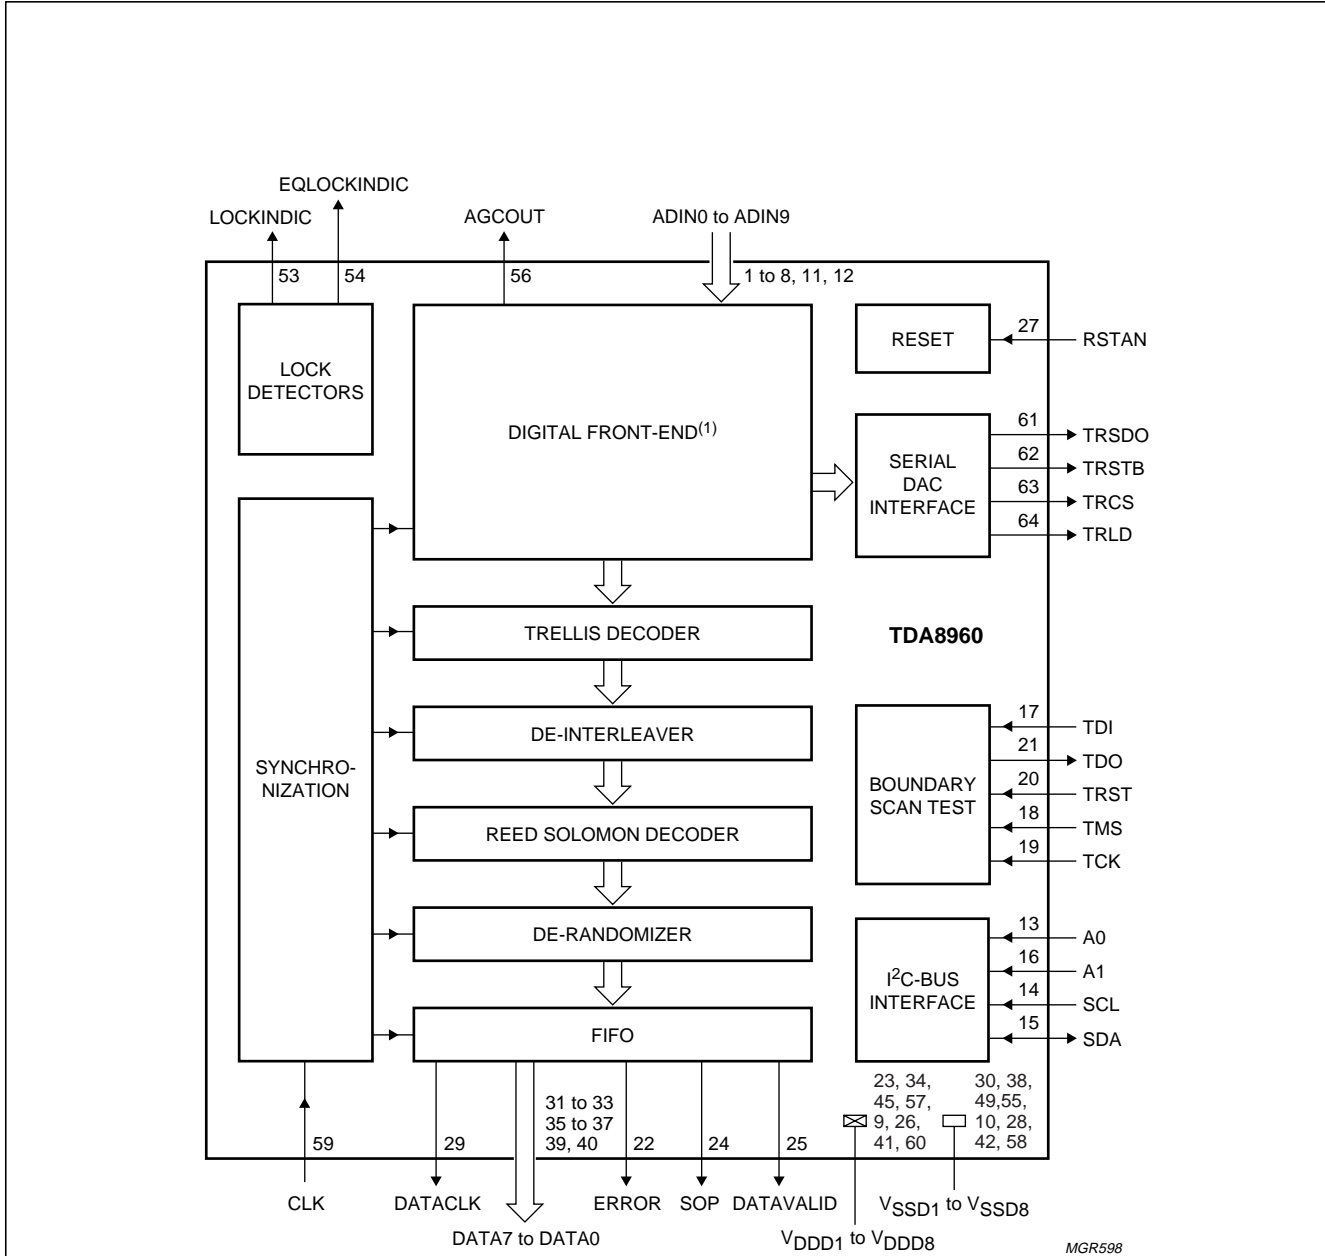 EQLOCKINDIC
LOCKINDIC
AGCOUT
ADIN0 to ADIN9
53
54
56
1 to 8, 11, 12
LOCK
DETECTORS
DIGITAL FRONT-END(1)
RESET
27
RSTAN
SERIAL
DAC
INTERFACE
61
TRSDO
62
TRSTB
63
TRCS
64
TRLD
TRELLIS DECODER
TDA8960
SYNCHRO-
NIZATION
DE-INTERLEAVER
BOUNDARY
SCAN TEST
17
TDI
21
TDO
20
TRST
18
TMS
19
TCK
REED SOLOMON DECODER
DE-RANDOMIZER
I2C-BUS
INTERFACE
13
A0
16
A1
14
SCL
15
SDA
FIFO
59
29
31 to 33
35 to 37
39, 40
22
24
25
23, 34,
45, 57,
9, 26,
41, 60
30, 38,
49,55,
10, 28,
42, 58
CLK
DATACLK
DATA7 to DATA0
ERROR
SOP
DATAVALID
VSSD1 to VSSD8
VDDD1 to VDDD8
MGR598